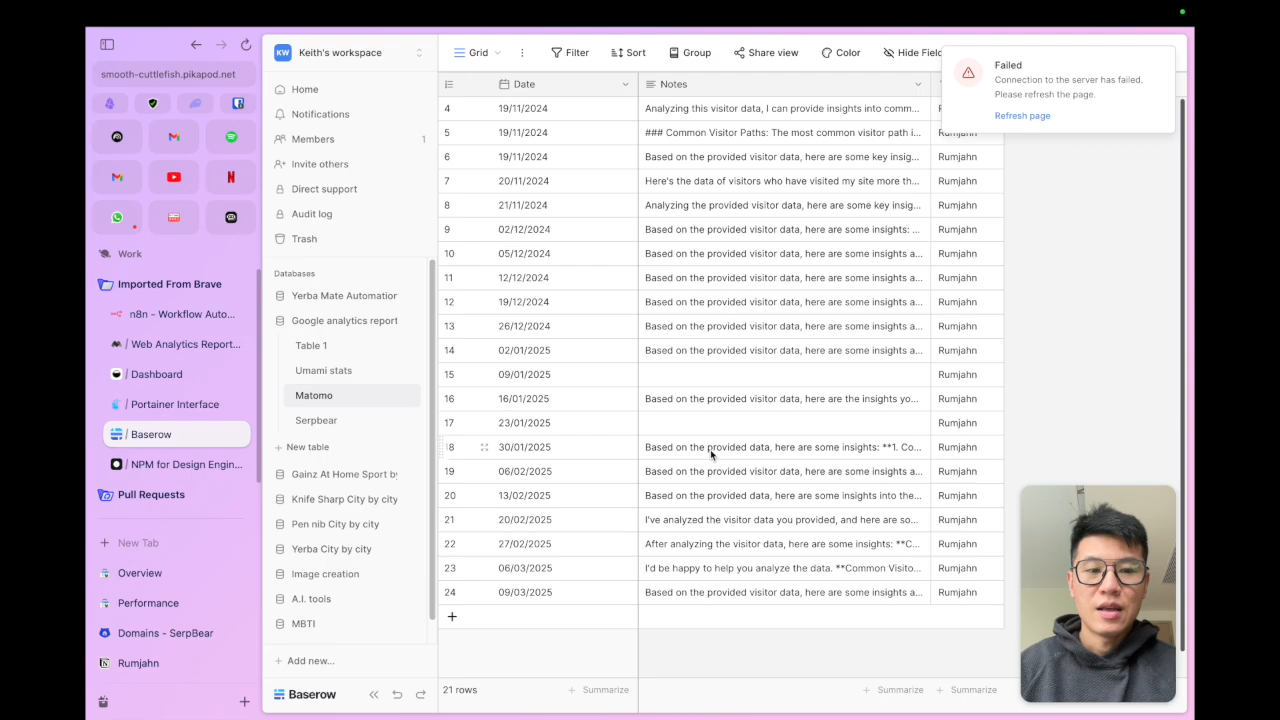 smooth-cuttlefish.pikapod.net
Work
Imported From Brave
n8n - Workflow Auto...
/ Web Analytics Report...
/ Dashboard
/ Portainer Interface
/ Baserow
/ NPM for Design Engin...
Pull Requests
New Tab
Overview
Performance
Domains - SerpBear
Rumjahn
KW Keith's workspace
Home
Notifications
Members 1
Invite others
Direct support
Audit log
Trash
Databases
Yerba Mate Automation
Google analytics report
Table 1
Umami stats
Matomo
Serpbear
+ New table
Gainz At Home Sport by
Knife Sharp City by city
Pen nib City by city
Yerba City by city
Image creation
A.I. tools
MBTI
+ Add new...
Baserow
Grid Filter Sort Group Share view Color Hide Field
Date Notes
4 19/11/2024 Analyzing this visitor data, I can provide insights into comm...
5 19/11/2024 ### Common Visitor Paths: The most common visitor path i... Rumjahn
6 19/11/2024 Based on the provided visitor data, here are some key insig... Rumjahn
7 20/11/2024 Here's the data of visitors who have visited my site more th... Rumjahn
8 21/11/2024 Analyzing the provided visitor data, here are some key insig... Rumjahn
9 02/12/2024 Based on the provided visitor data, here are some insights: ... Rumjahn
10 05/12/2024 Based on the provided visitor data, here are some insights a... Rumjahn
11 12/12/2024 Based on the provided visitor data, here are some insights a... Rumjahn
12 19/12/2024 Based on the provided visitor data, here are some insights a... Rumjahn
13 26/12/2024 Based on the provided visitor data, here are some insights a... Rumjahn
14 02/01/2025 Based on the provided visitor data, here are some insights a... Rumjahn
15 09/01/2025 Rumjahn
16 16/01/2025 Based on the provided visitor data, here are the insights yo... Rumjahn
17 23/01/2025 Rumjahn
18 30/01/2025 Based on the provided data, here are some insights: **1. Co... Rumjahn
19 06/02/2025 Based on the provided visitor data, here are some insights a... Rumjahn
20 13/02/2025 Based on the provided data, here are some insights into the... Rumjahn
21 20/02/2025 I've analyzed the visitor data you provided, and here are so... Rumjahn
22 27/02/2025 After analyzing the visitor data, here are some insights: **C... Rumjahn
23 06/03/2025 I'd be happy to help you analyze the data. **Common Visito... Rumjahn
24 09/03/2025 Based on the provided visitor data, here are some insights a... Rumjahn
+
21 rows + Summarize + Summarize + Summarize
Failed
Connection to the server has failed.
Please refresh the page.
Refresh page